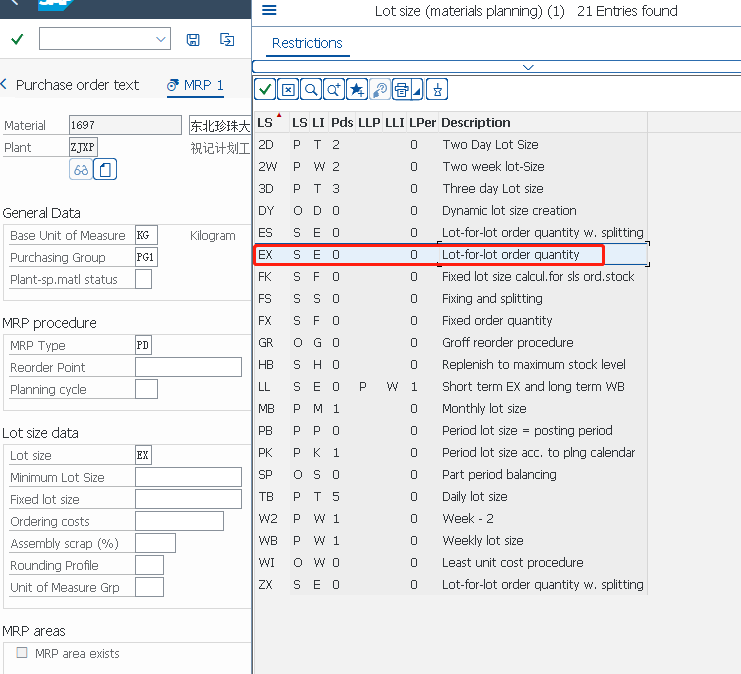 SAP
Purchase order text
MRP 1
Material 1697 东北珍珠大
Plant ZJXP 祝记计划工
General Data
Base Unit of Measure KG Kilogram
Purchasing Group PG1
Plant-sp.matl status
MRP procedure
MRP Type PD
Reorder Point
Planning cycle
Lot size data
Lot size EX
Minimum Lot Size
Fixed lot size
Ordering costs
Assembly scrap (%)
Rounding Profile
Unit of Measure Grp
MRP areas
MRP area exists
Lot size (materials planning) (1) 21 Entries found
Restrictions
LS LS LI Pds LLP LLI LPer Description
2D P T 2 0 Two Day Lot Size
2W P W 2 0 Two week lot-Size
3D P T 3 0 Three day Lot size
DY O D 0 0 Dynamic lot size creation
ES S E 0 0 Lot-for-lot order quantity w. splitting
EX S E 0 0 Lot-for-lot order quantity
FK S F 0 0 Fixed lot size calcul.for sls ord.stock
FS S S 0 0 Fixing and splitting
FX S F 0 0 Fixed order quantity
GR O G 0 0 Groff reorder procedure
HB S H 0 0 Replenish to maximum stock level
LL S E 0 P W 1 Short term EX and long term WB
MB P M 1 0 Monthly lot size
PB P P 0 0 Period lot size = posting period
PK P K 1 0 Period lot size acc. to plng calendar
SP O S 0 0 Part period balancing
TB P T 5 0 Daily lot size
W2 P W 1 0 Week - 2
WB P W 1 0 Weekly lot size
WI O W 0 0 Least unit cost procedure
ZX S E 0 0 Lot-for-lot order quantity w. splitting